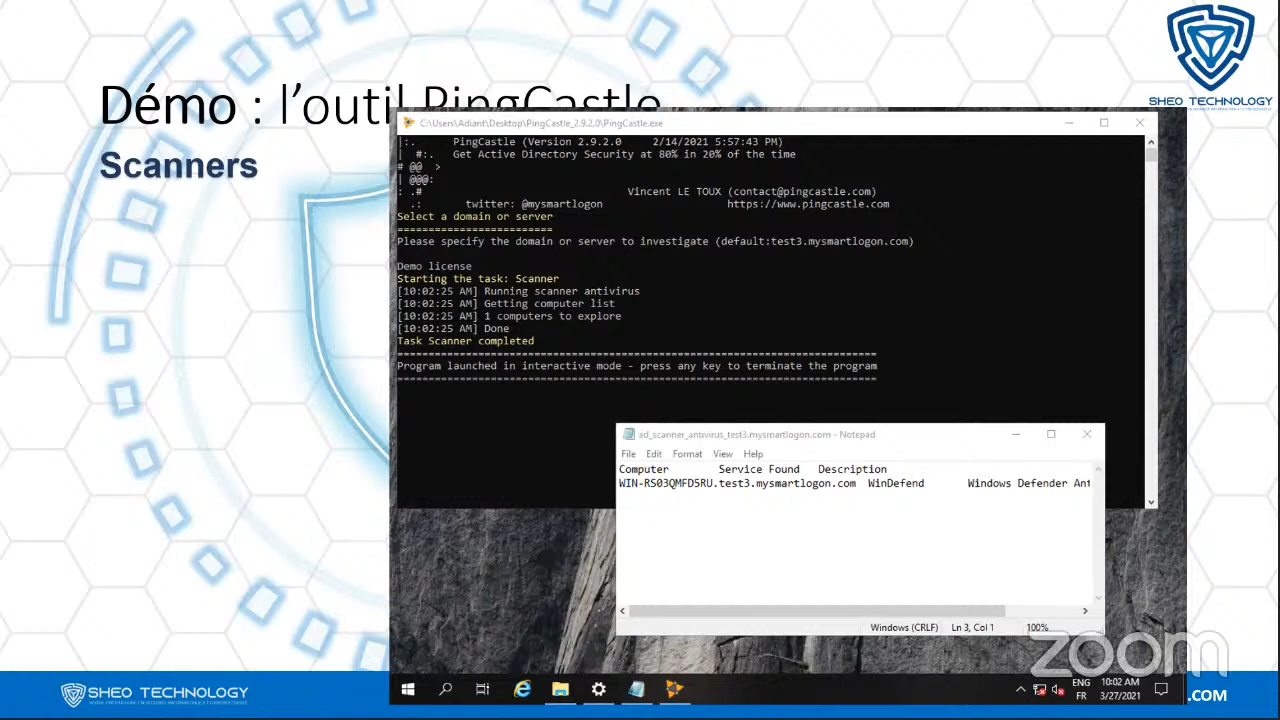 Démo : l'outil PingCastle
Scanners
SHEO TECHNOLOGY
C:\Users\Adiant\Desktop\PingCastle_2.9.2.0\PingCastle.exe
|:.      PingCastle (Version 2.9.2.0     2/14/2021 5:57:43 PM)
|  #:.   Get Active Directory Security at 80% in 20% of the time
# @@  >
| @@@:
: .#                                 Vincent LE TOUX (contact@pingcastle.com)
  .:       twitter: @mysmartlogon                    https://www.pingcastle.com
Select a domain or server
=========================
Please specify the domain or server to investigate (default:test3.mysmartlogon.com)
Demo license
Starting the task: Scanner
[10:02:25 AM] Running scanner antivirus
[10:02:25 AM] Getting computer list
[10:02:25 AM] 1 computers to explore
[10:02:25 AM] Done
Task Scanner completed
=============================================================================
Program launched in interactive mode - press any key to terminate the program
=============================================================================
ad_scanner_antivirus_test3.mysmartlogon.com - Notepad
File Edit Format View Help
Computer        Service Found   Description
WIN-RS03QMFD5RU.test3.mysmartlogon.com  WinDefend       Windows Defender Ant
Windows (CRLF) Ln 3, Col 1 100%
zoom
SHEO TECHNOLOGY
ENG
FR
10:02 AM
3/27/2021
.COM